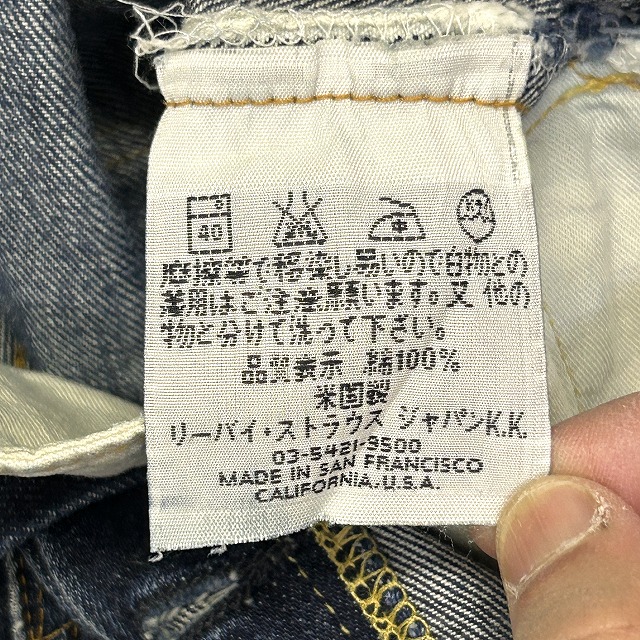 40
摩擦等で移染し易いので白物との
着用はご注意願います。又（他の
物と分けて洗って下さい。
品質表示 綿100%
米国製
リーバイ・ストラウス ジャパンK.K.
03-5421-3500
MADE IN SAN FRANCISCO
CALIFORNIA.U.S.A.